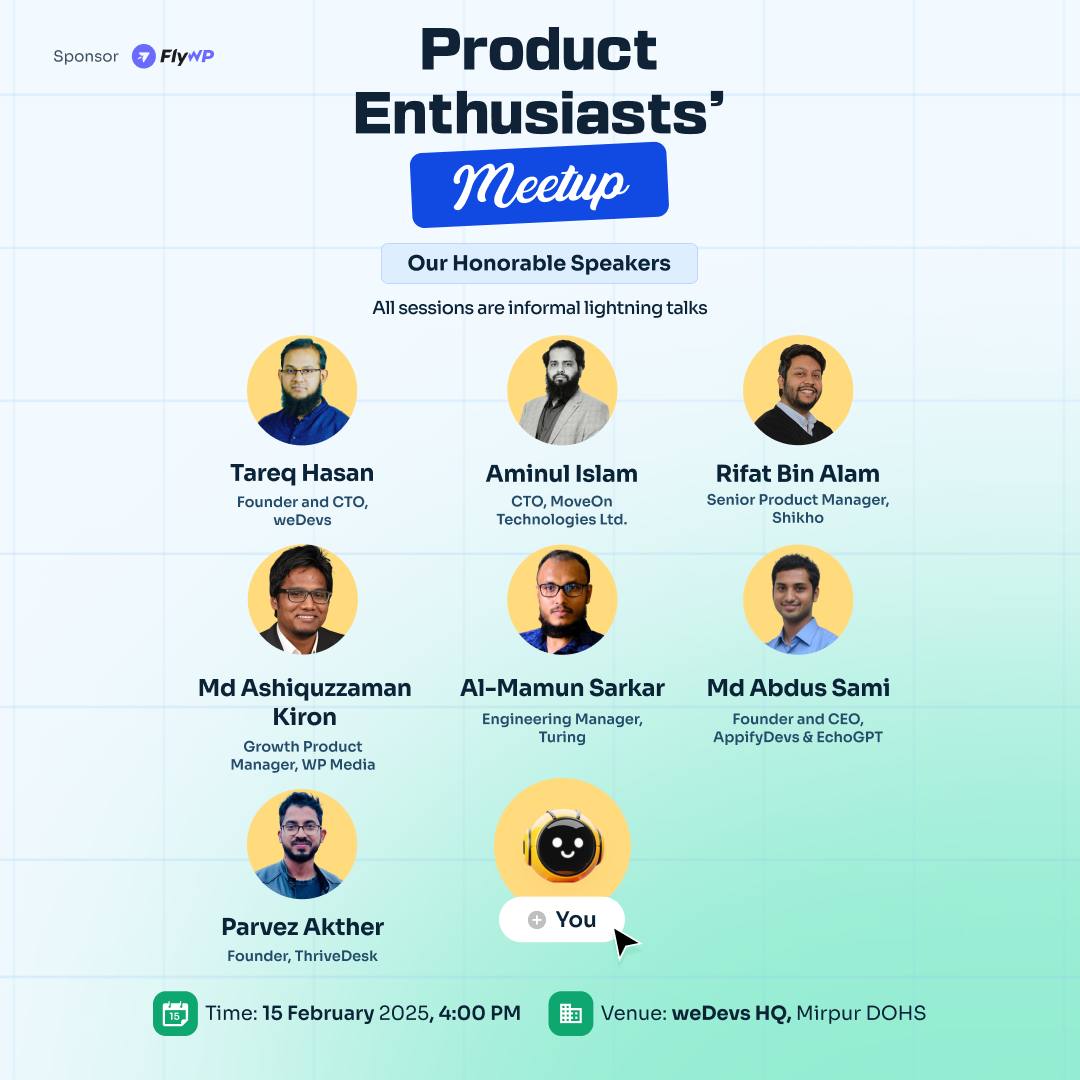 Sponsor FlyWP
Product
Enthusiasts’
Meetup
Our Honorable Speakers
All sessions are informal lightning talks
Tareq Hasan
Founder and CTO,
weDevs
Aminul Islam
CTO, MoveOn
Technologies Ltd.
Rifat Bin Alam
Senior Product Manager,
Shikho
Md Ashiquzzaman
Kiron
Growth Product
Manager, WP Media
Al-Mamun Sarkar
Engineering Manager,
Turing
Md Abdus Sami
Founder and CEO,
AppifyDevs & EchoGPT
Parvez Akther
Founder, ThriveDesk
You
15
Time: 15 February 2025, 4:00 PM
Venue: weDevs HQ, Mirpur DOHS